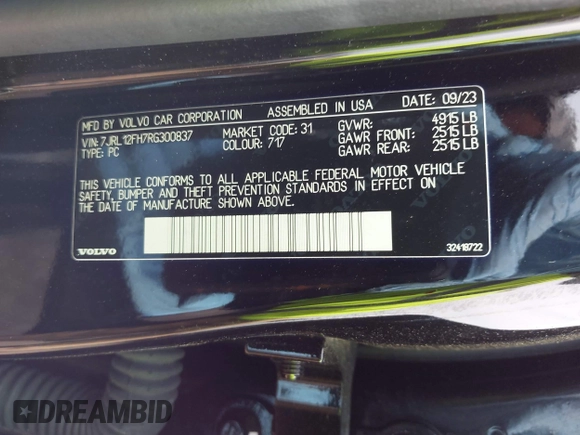 MFD BY VOLVO CAR CORPORATION ASSEMBLED IN USA DATE: 09/23
VIN: 7JRL12FH7RG300837 MARKET CODE: 31 GVWR: 4915 LB
TYPE: PC COLOUR: 717 GAWR FRONT: 2515 LB
GAWR REAR: 2515 LB
THIS VEHICLE CONFORMS TO ALL APPLICABLE FEDERAL MOTOR VEHICLE
SAFETY, BUMPER AND THEFT PREVENTION STANDARDS IN EFFECT ON
THE DATE OF MANUFACTURE SHOWN ABOVE.
VOLVO 32418722
DREAMBID